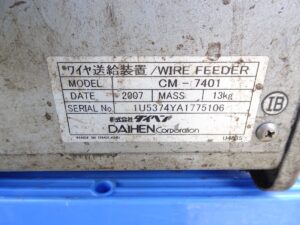 ワイヤ送給装置/WIRE FEEDER
MODEL CM-7401
DATE 2007 MASS 13kg
SERIAL No. 1U5374YA1775106
株式会社ダイヘン
DAIHEN Corporation
IB